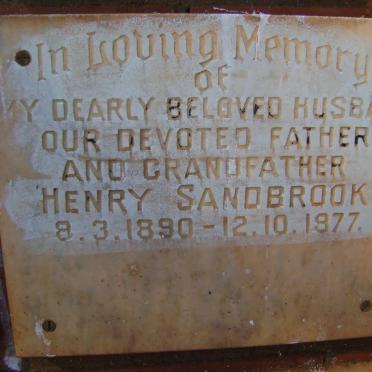 In Loving Memory
OF
MY DEARLY BELOVED HUSBA
OUR DEVOTED FATHER
AND GRANDFATHER
HENRY SANDBROOK
8.3.1890-12.10.1977.